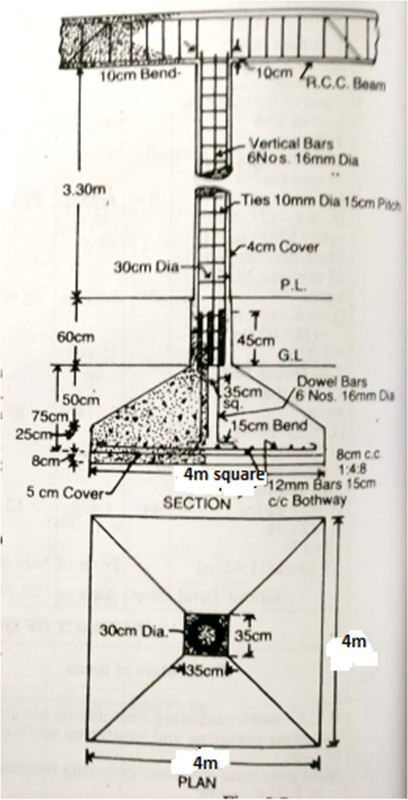 10cm Bend
10cm
R.C.C. Beam
Vertical Bars
6Nos. 16mm Dia
3.30m
Ties 10mm Dia 15cm Pitch
4cm Cover
30cm Dia
P.L.
60cm
45cm
G.L
50cm
35cm
sq.
Dowel Bars
6 Nos. 16mm Dia
75cm
25cm
15cm Bend
8cm
8cm c.c.
1:4:8
4m square
5 cm Cover
12mm Bars 15cm
c/c Bothway
SECTION
30cm Dia.
35cm
35cm
4m
4m
PLAN